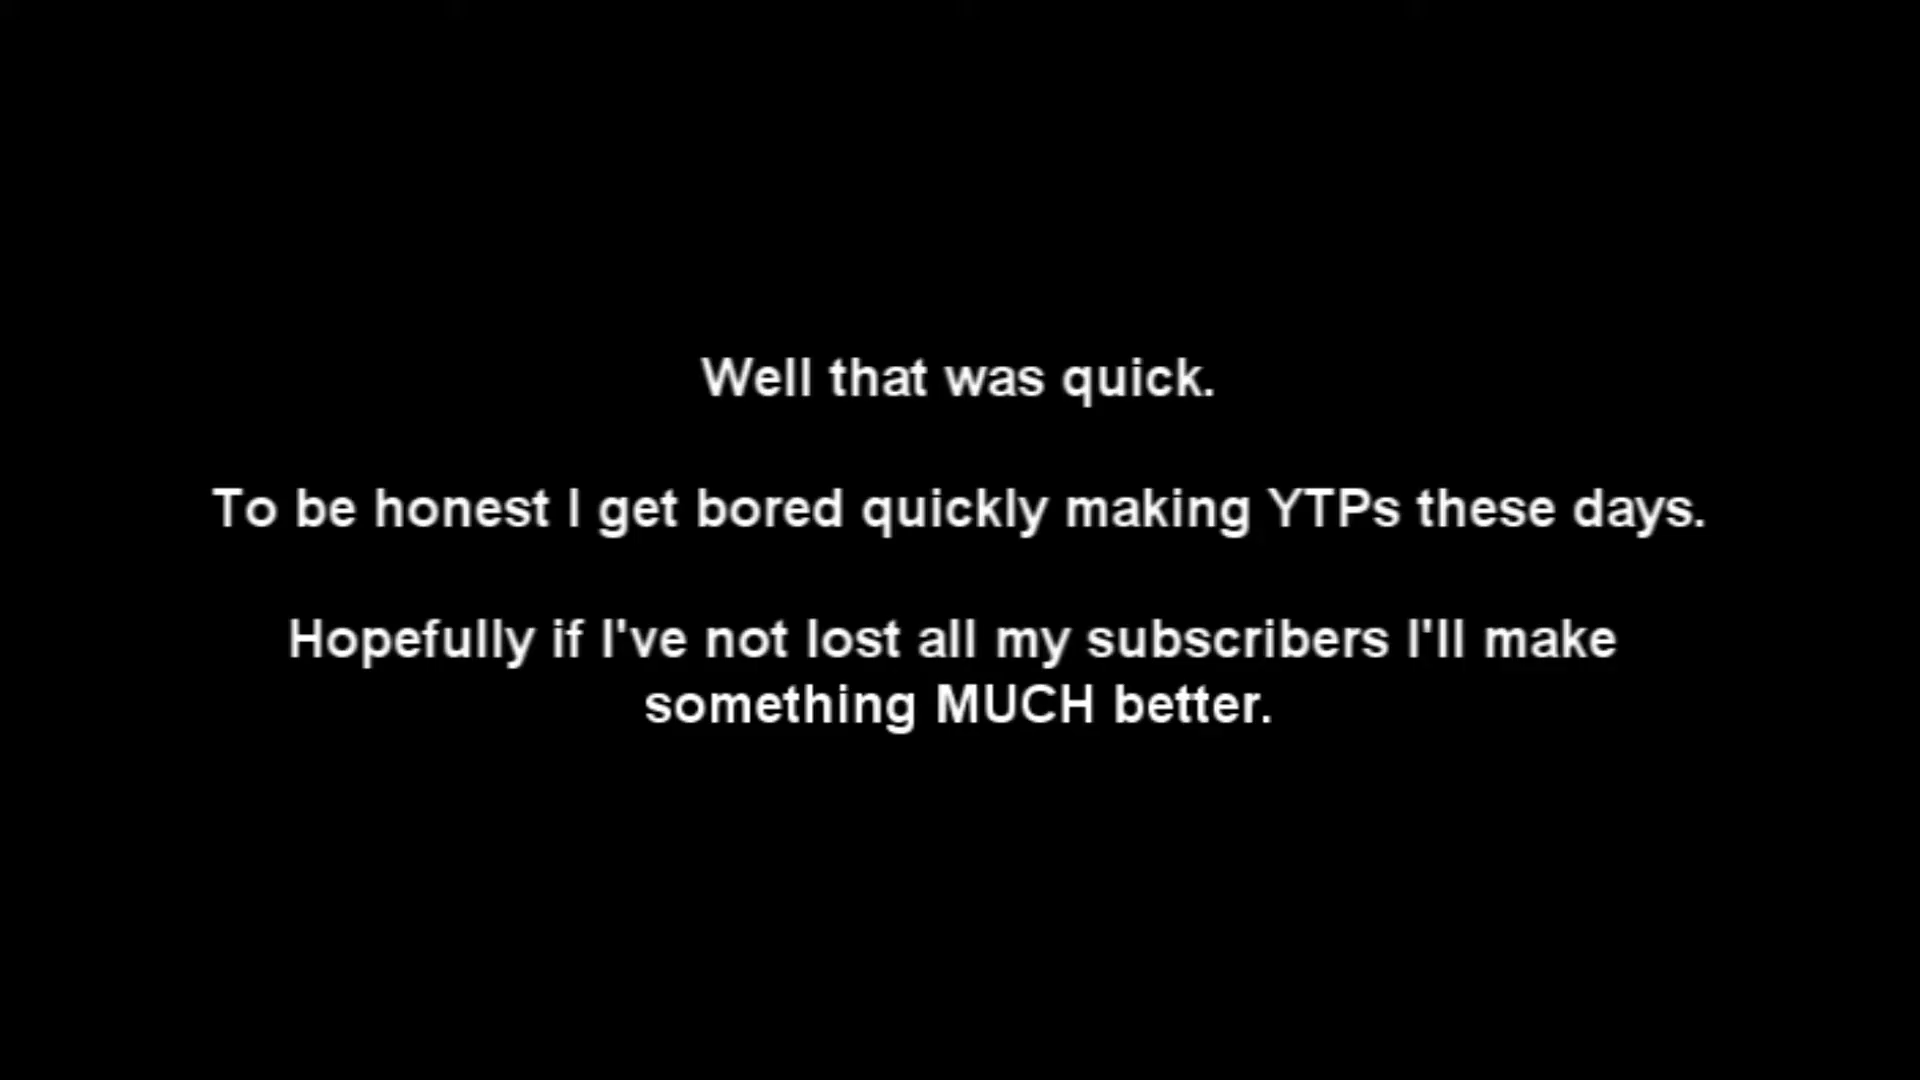 Well that was quick.
To be honest I get bored quickly making YTPs these days.
Hopefully if I've not lost all my subscribers I'll make
something MUCH better.